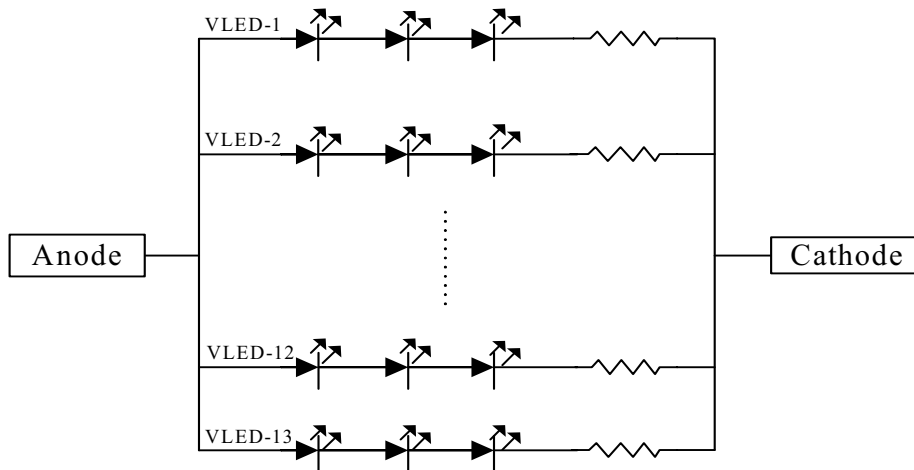 VLED-1
VLED-2
Anode
Cathode
VLED-12
VLED-13